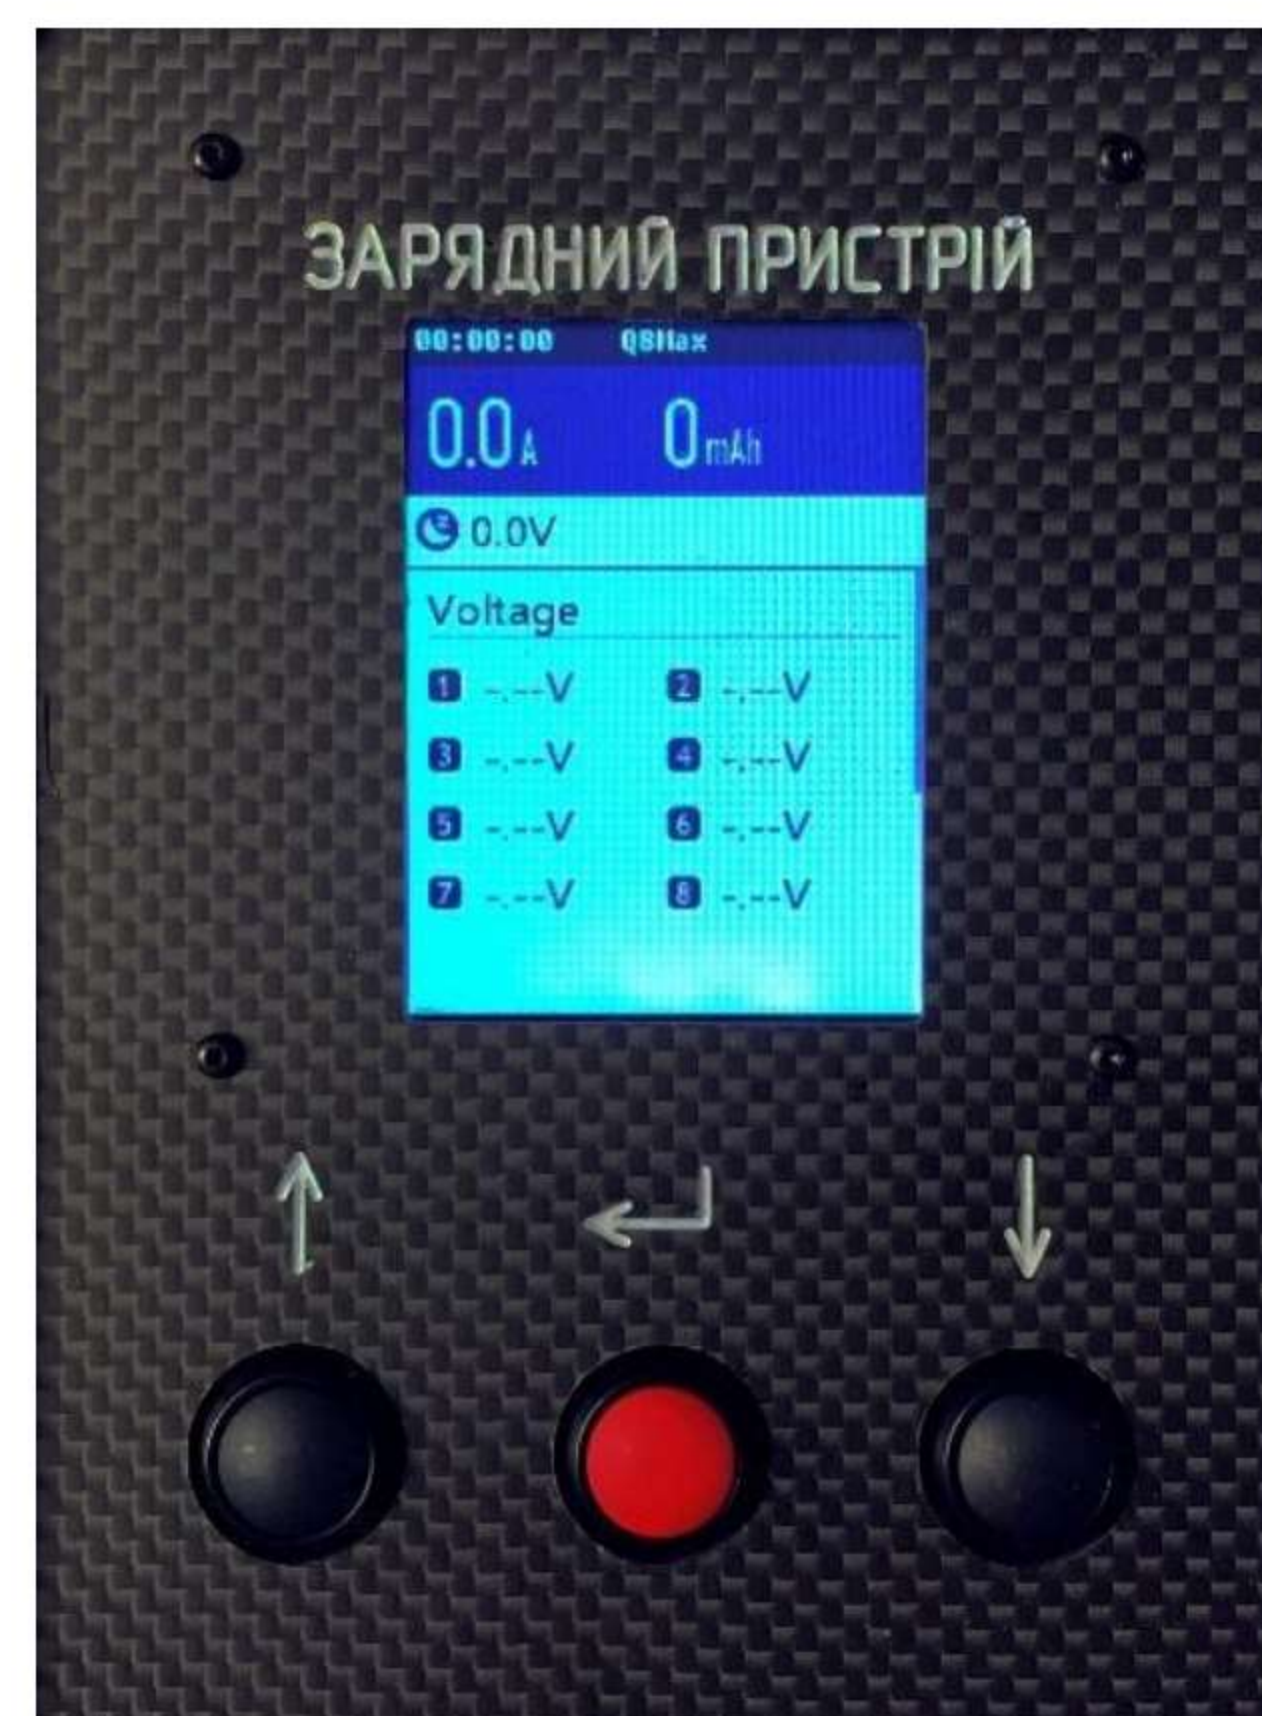 ЗАРЯДНИЙ ПРИСТРІЙ
00:00:00 Q8Max
0.0A 0mAh
0.0V
Voltage
1 -.--V 2 -.--V
3 -.--V 4 -.--V
5 -.--V 6 -.--V
7 -.--V 8 -.--V